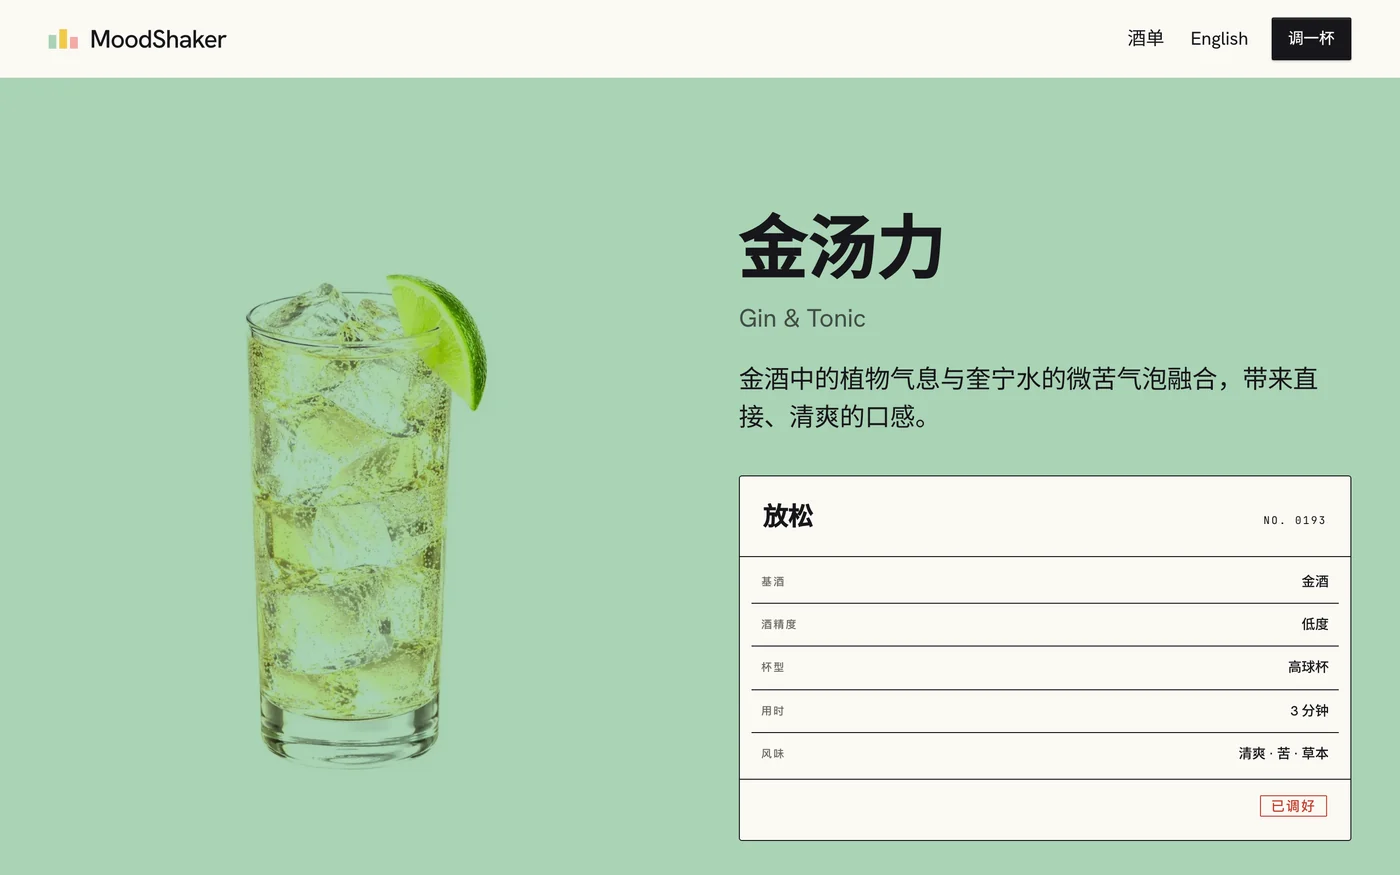 MoodShaker
酒单
English
调一杯
金汤力
Gin & Tonic
金酒中的植物气息与奎宁水的微苦气泡融合，带来直
接、清爽的口感。
放松
NO. 0193
基酒 金酒
酒精度 低度
杯型 高球杯
用时 3 分钟
风味 清爽 · 苦 · 草本
已调好